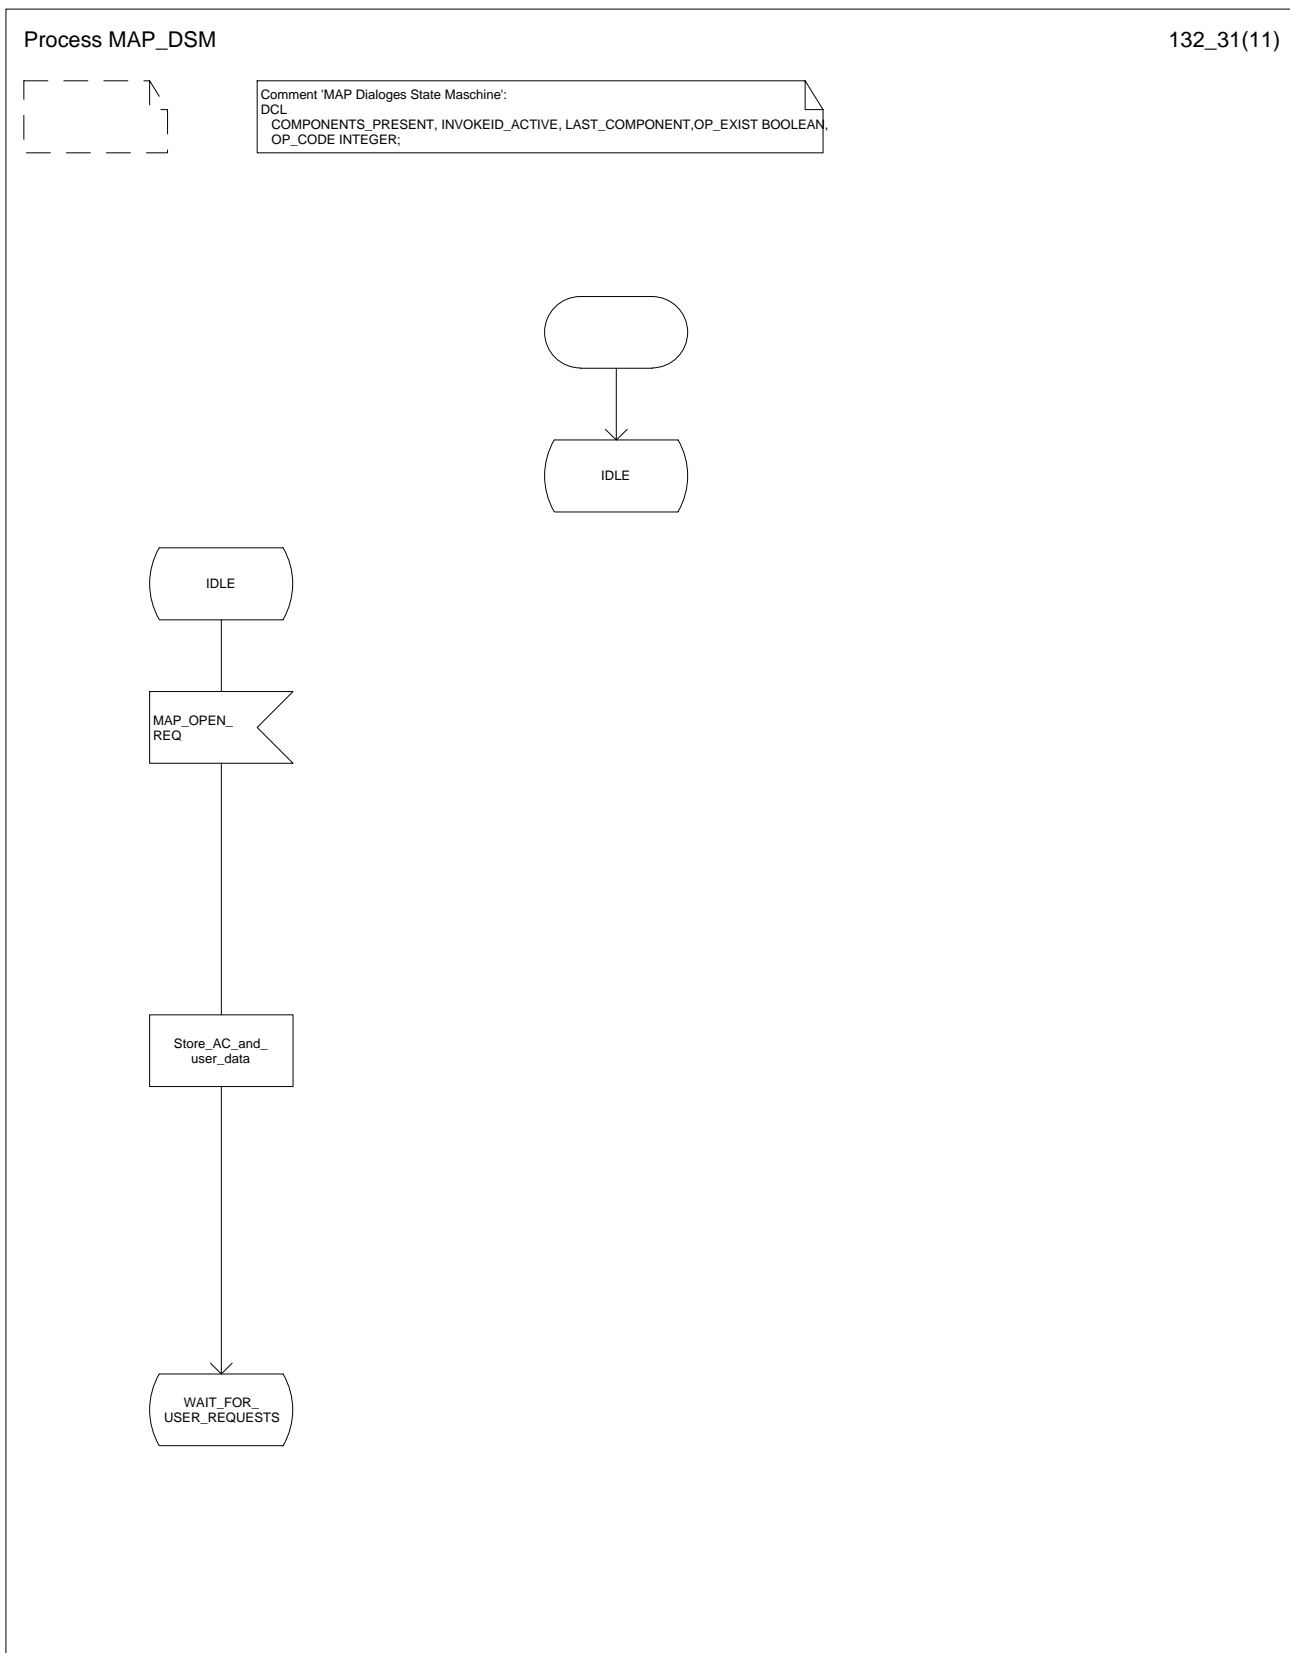 Process MAP_DSM
132_31(11)
Comment 'MAP Dialoges State Maschine':
DCL
COMPONENTS_PRESENT, INVOKEID_ACTIVE, LAST_COMPONENT,OP_EXIST BOOLEAN,
OP_CODE INTEGER;
IDLE
IDLE
MAP_OPEN_
REQ
Store_AC_and_
user_data
WAIT_FOR_
USER_REQUESTS